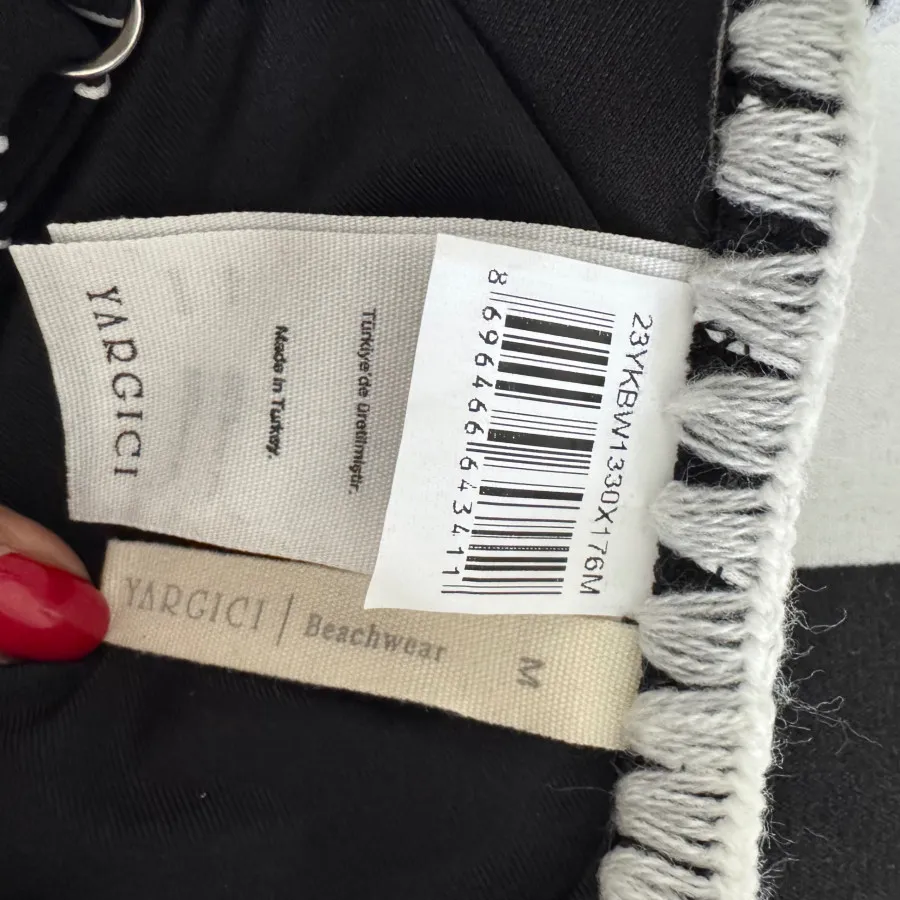 YARGICI
Made in Turkey.
Türkiye'de üretilmiştir.
8 696466 643411
23YKBW1330X176M
YARGICI | Beachwear
M